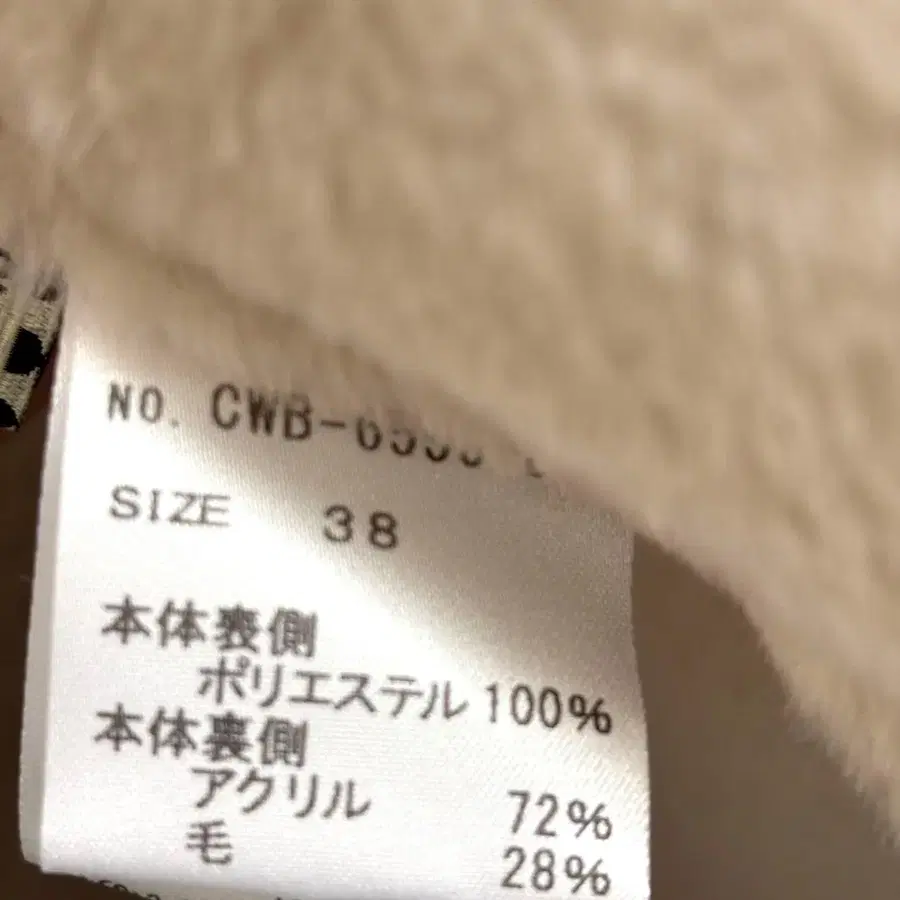 NO.
SIZE 38
本体表側
ポリエステル 100%
本体裏側
アクリル 72%
毛 28%